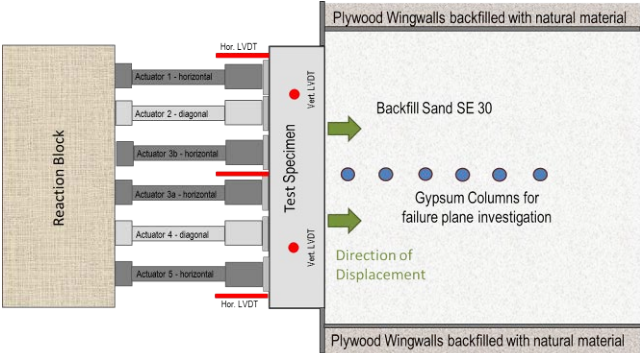 Plywood Wingwalls backfilled with natural material
Hor. LVDT
Reaction Block
Actuator 1 - horizontal
Actuator 2 - diagonal
Actuator 3b - horizontal
Actuator 3a - horizontal
Actuator 4 - diagonal
Actuator 5 - horizontal
Hor. LVDT
Test Specimen
Vert. LVDT
Vert. LVDT
Backfill Sand SE 30
Gypsum Columns for
failure plane investigation
Direction of
Displacement
Plywood Wingwalls backfilled with natural material